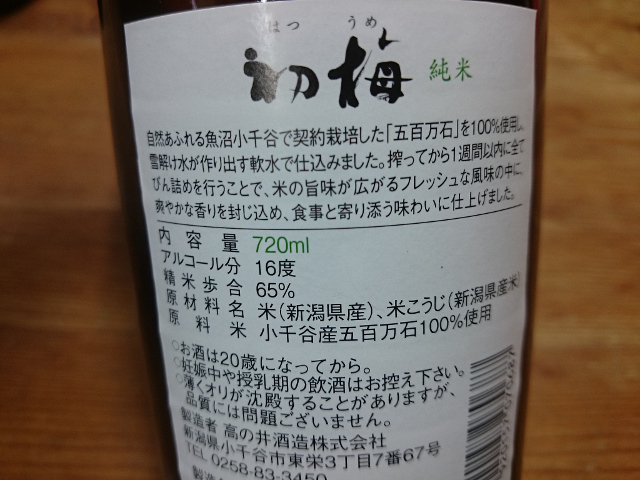 はつ うめ
初梅 純米
自然あふれる魚沼小千谷で契約栽培した「五百万石」を100%使用し、
雪解け水が作り出す軟水で仕込みました。搾ってから1週間以内に全て
びん詰めを行うことで、米の旨味が広がるフレッシュな風味の中に、
爽やかな香りを封じ込め、食事と寄り添う味わいに仕上げました。
内容量 720ml
アルコール分 16度
精米歩合 65%
原材料名 米(新潟県産)、米こうじ(新潟県産米)
原料米 小千谷産五百万石100%使用
○お酒は20歳になってから。
○妊娠中や授乳期の飲酒はお控え下さい。
○薄くオリが沈殿することがありますが、
品質には問題ございません。
製造者 高の井酒造株式会社
新潟県小千谷市東栄3丁目7番67号
TEL 0258-83-3450